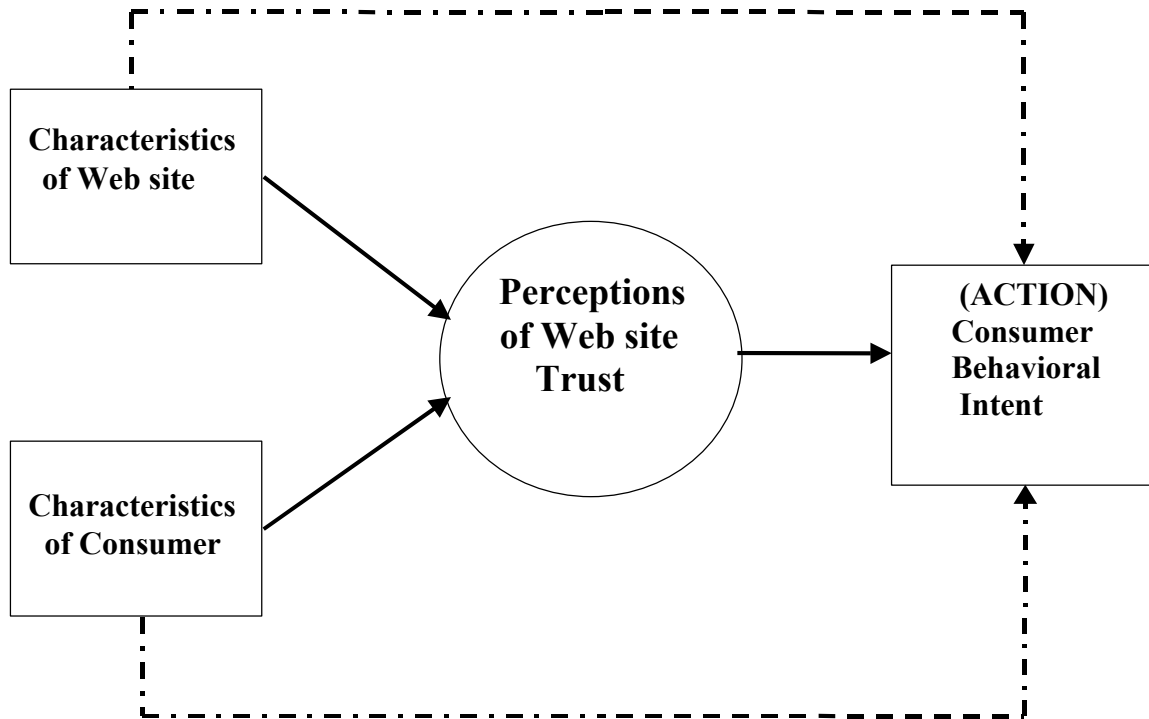 Characteristics
of Web site
Perceptions
of Web site
Trust
(ACTION)
Consumer
Behavioral
Intent
Characteristics
of Consumer